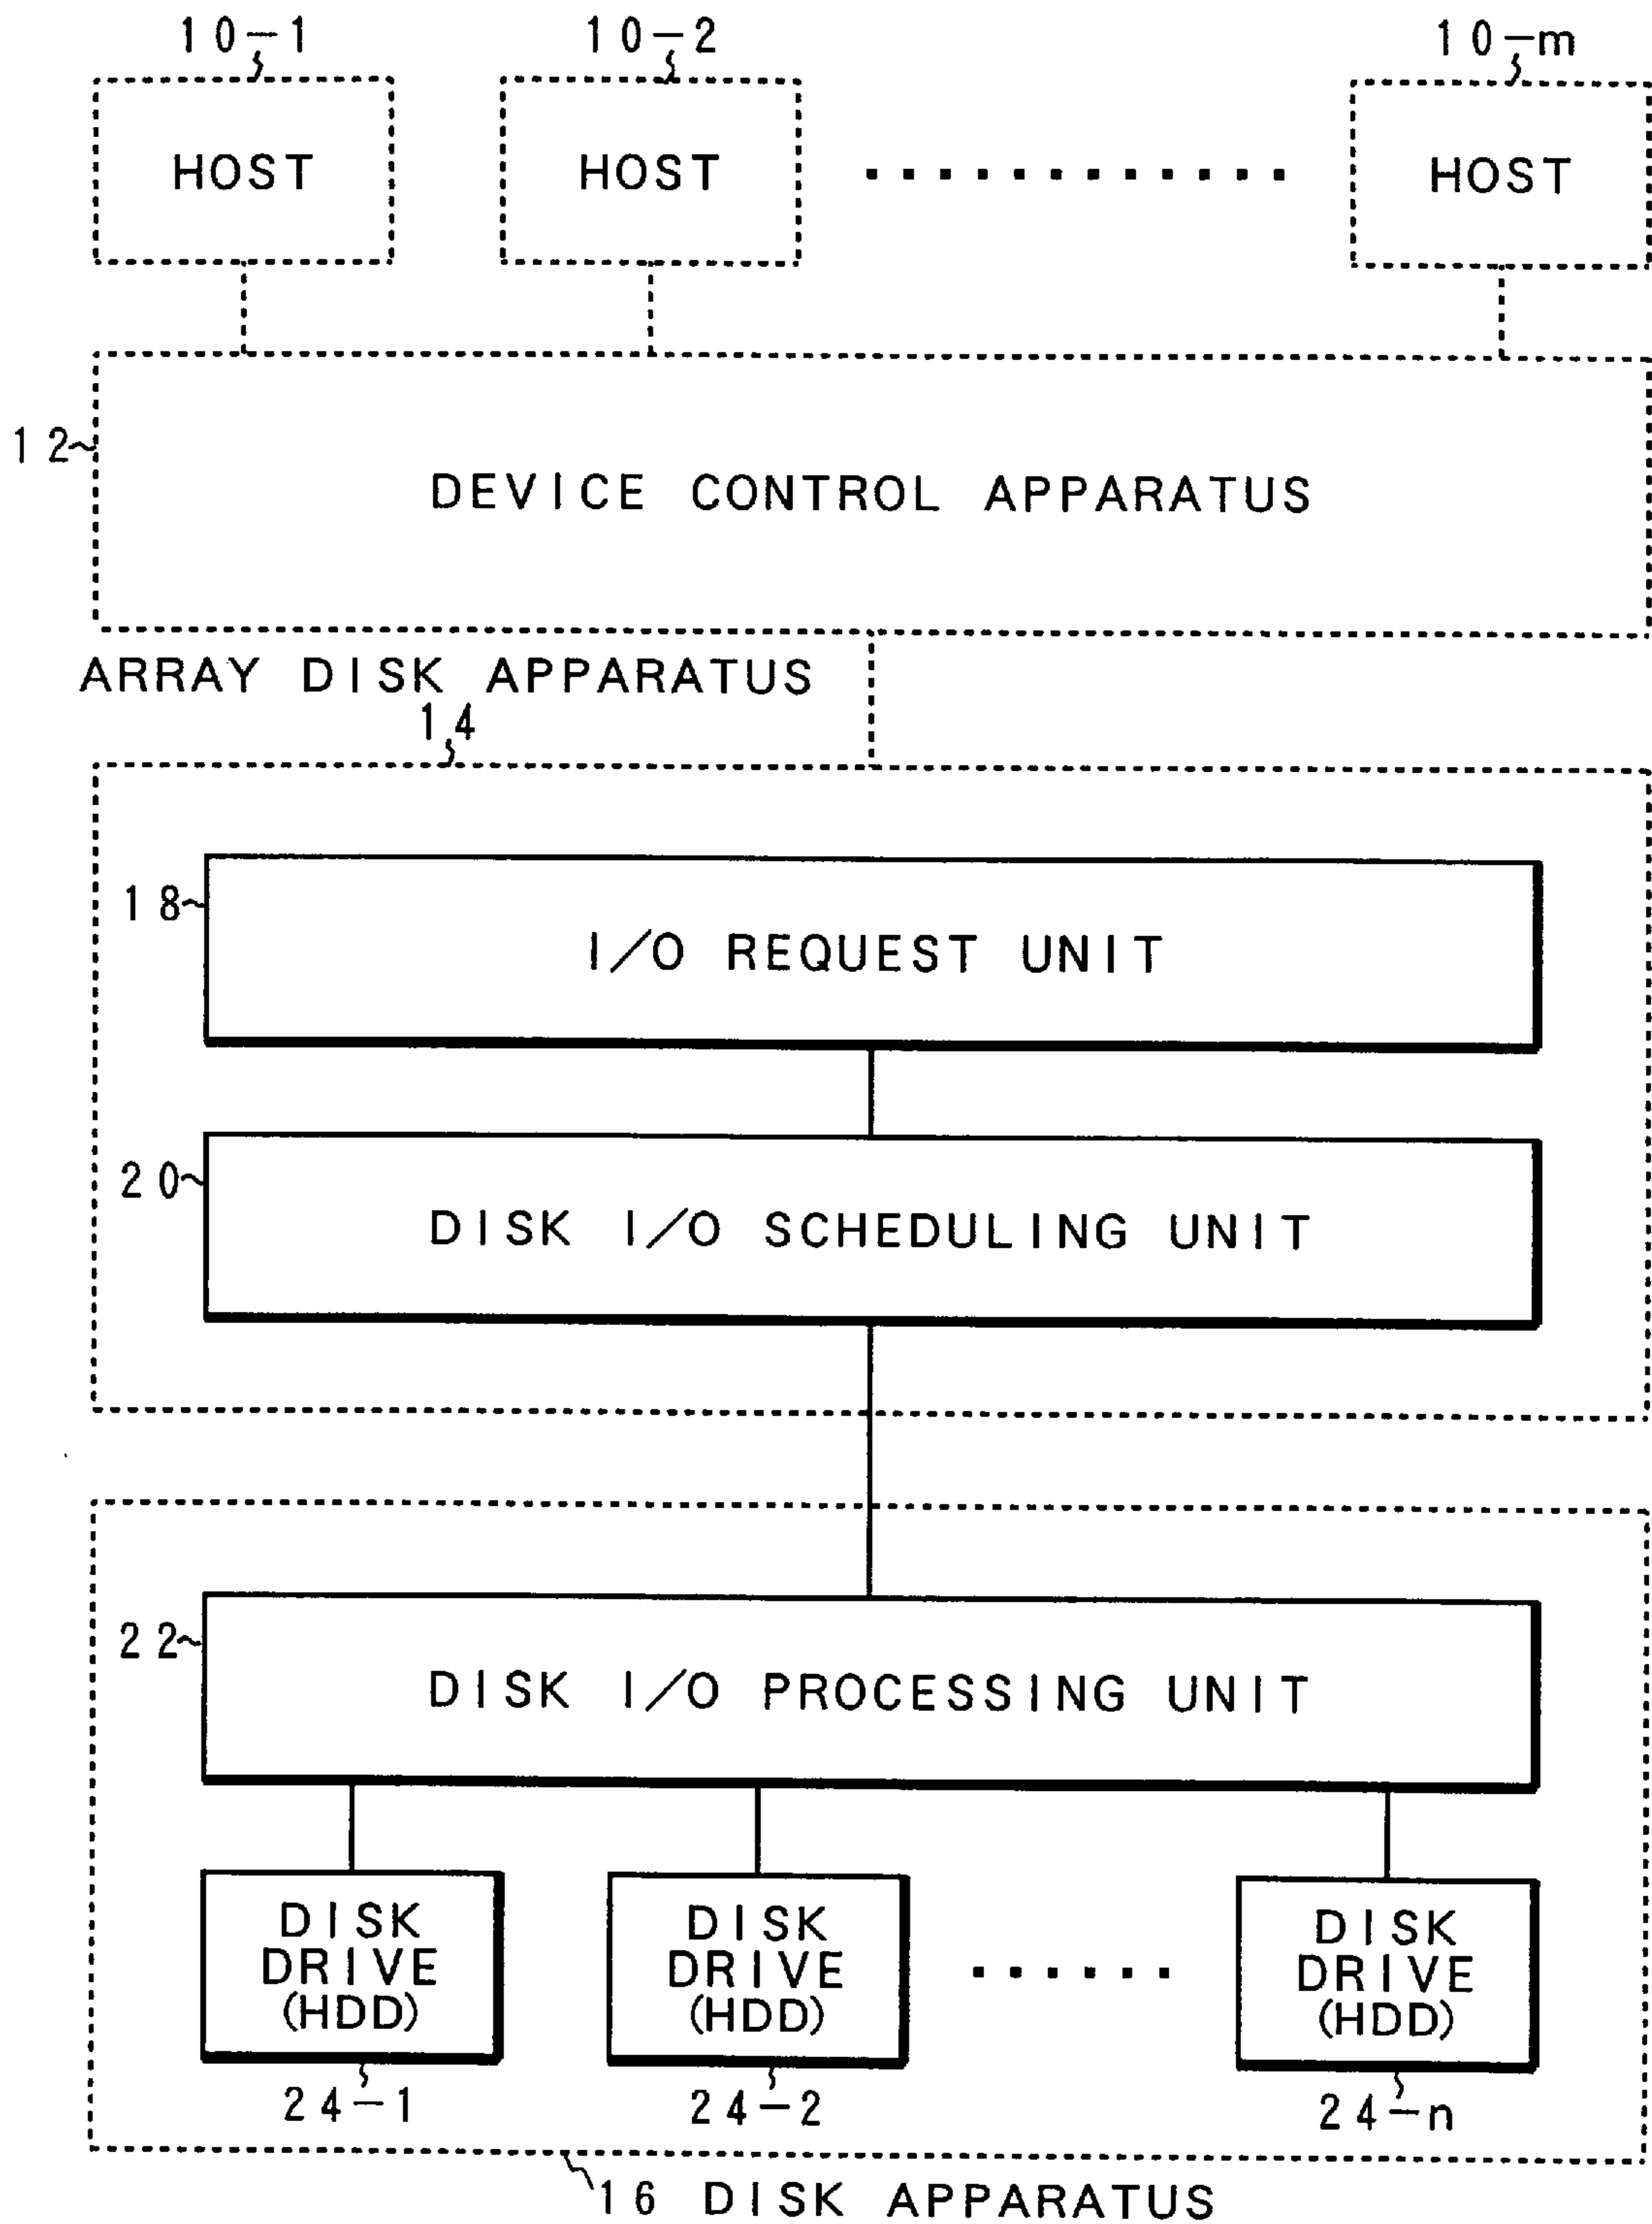 10-1 10-2 10-m
HOST HOST HOST
12
DEVICE CONTROL APPARATUS
ARRAY DISK APPARATUS
14
18
I/O REQUEST UNIT
20
DISK I/O SCHEDULING UNIT
22
DISK I/O PROCESSING UNIT
DISK DRIVE (HDD)
DISK DRIVE (HDD)
DISK DRIVE (HDD)
24-1 24-2 24-n
16 DISK APPARATUS